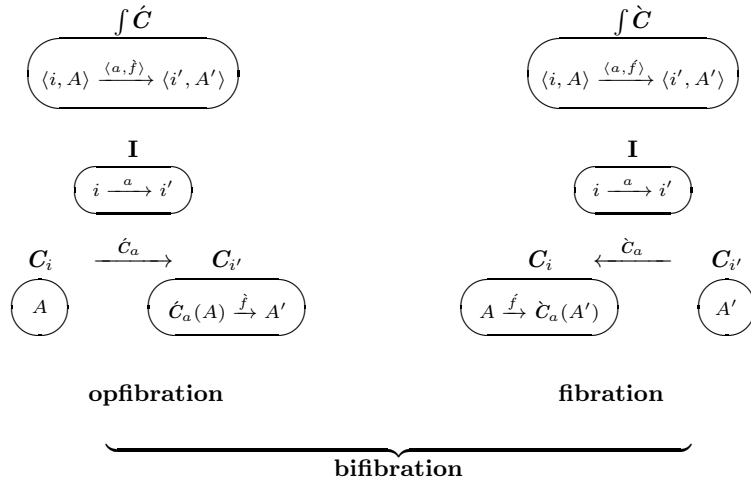 ∫ Ć ∫ C̀
⟨i, A⟩ —⟨a, f̀⟩→ ⟨i′, A′⟩ ⟨i, A⟩ —⟨a, f́⟩→ ⟨i′, A′⟩
I I
i —a→ i′ i —a→ i′
C_i —Ć_a→ C_{i′} C_i ←C̀_a— C_{i′}
A Ć_a(A) —f̀→ A′ A —f́→ C̀_a(A′) A′
opfibration fibration
bifibration